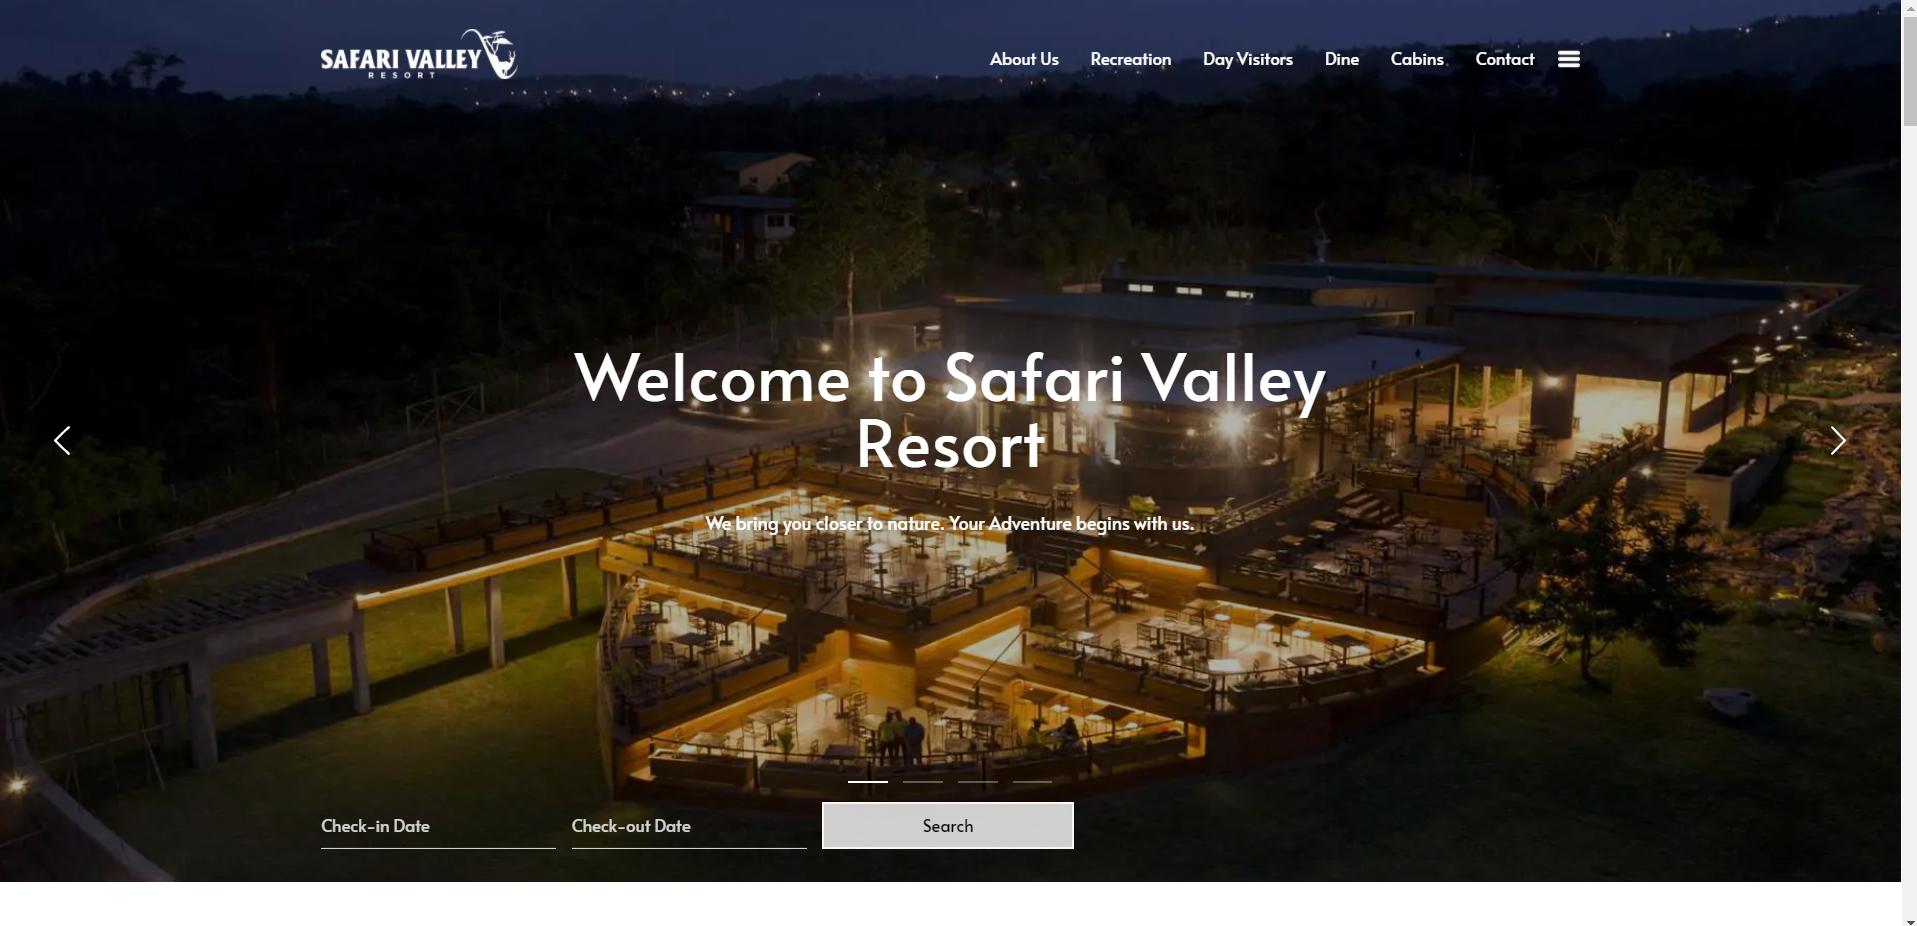 SAFARI VALLEY
RESORT
About Us
Recreation
Day Visitors
Dine
Cabins
Contact
Welcome to Safari Valley
Resort
We bring you closer to nature. Your Adventure begins with us.
Check-in Date
Check-out Date
Search